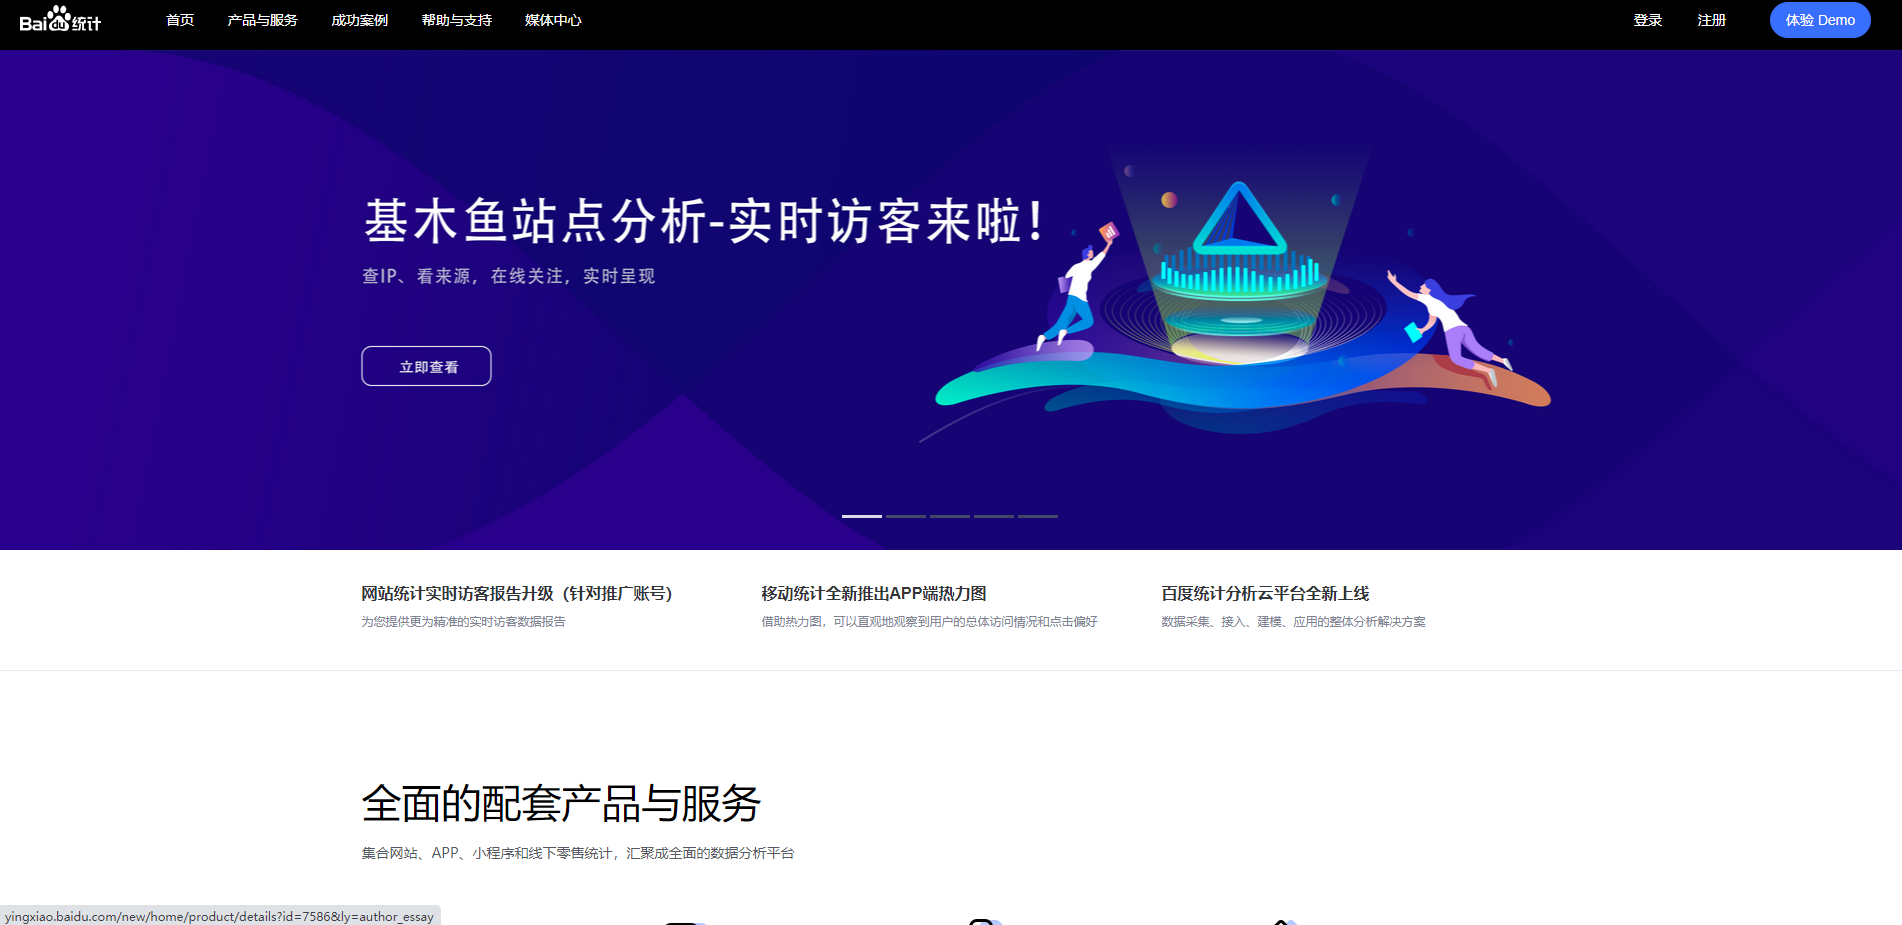 Baidu统计
首页 产品与服务 成功案例 帮助与支持 媒体中心 登录 注册 体验 Demo
基木鱼站点分析-实时访客来啦!
查IP、看来源，在线关注，实时呈现
立即查看
网站统计实时访客报告升级（针对推广账号）
为您提供更为精准的实时访客数据报告
移动统计全新推出APP端热力图
借助热力图，可以直观地观察到用户的总体访问情况和点击偏好
百度统计分析云平台全新上线
数据采集、接入、建模、应用的整体分析解决方案
全面的配套产品与服务
集合网站、APP、小程序和线下零售统计，汇聚成全面的数据分析平台
yingxiao.baidu.com/new/home/product/details?id=7586&ly=author_essay